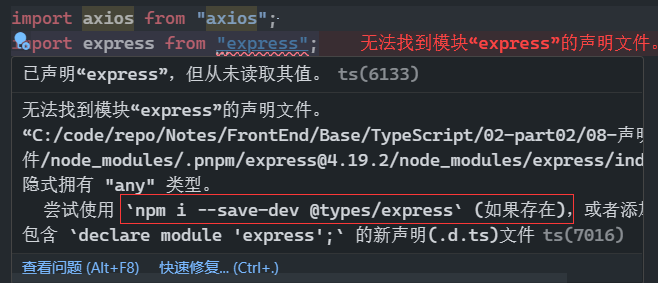 import axios from "axios";
import express from "express"; 无法找到模块“express”的声明文件。
已声明“express”，但从未读取其值。 ts(6133)
无法找到模块“express”的声明文件。
“C:/code/repo/Notes/FrontEnd/Base/TypeScript/02-part02/08-声明
件/node_modules/.pnpm/express@4.19.2/node_modules/express/ind
隐式拥有 "any" 类型。
尝试使用 `npm i --save-dev @types/express` (如果存在)，或者添加
包含 `declare module 'express';` 的新声明(.d.ts)文件 ts(7016)
查看问题 (Alt+F8) 快速修复... (Ctrl+.)